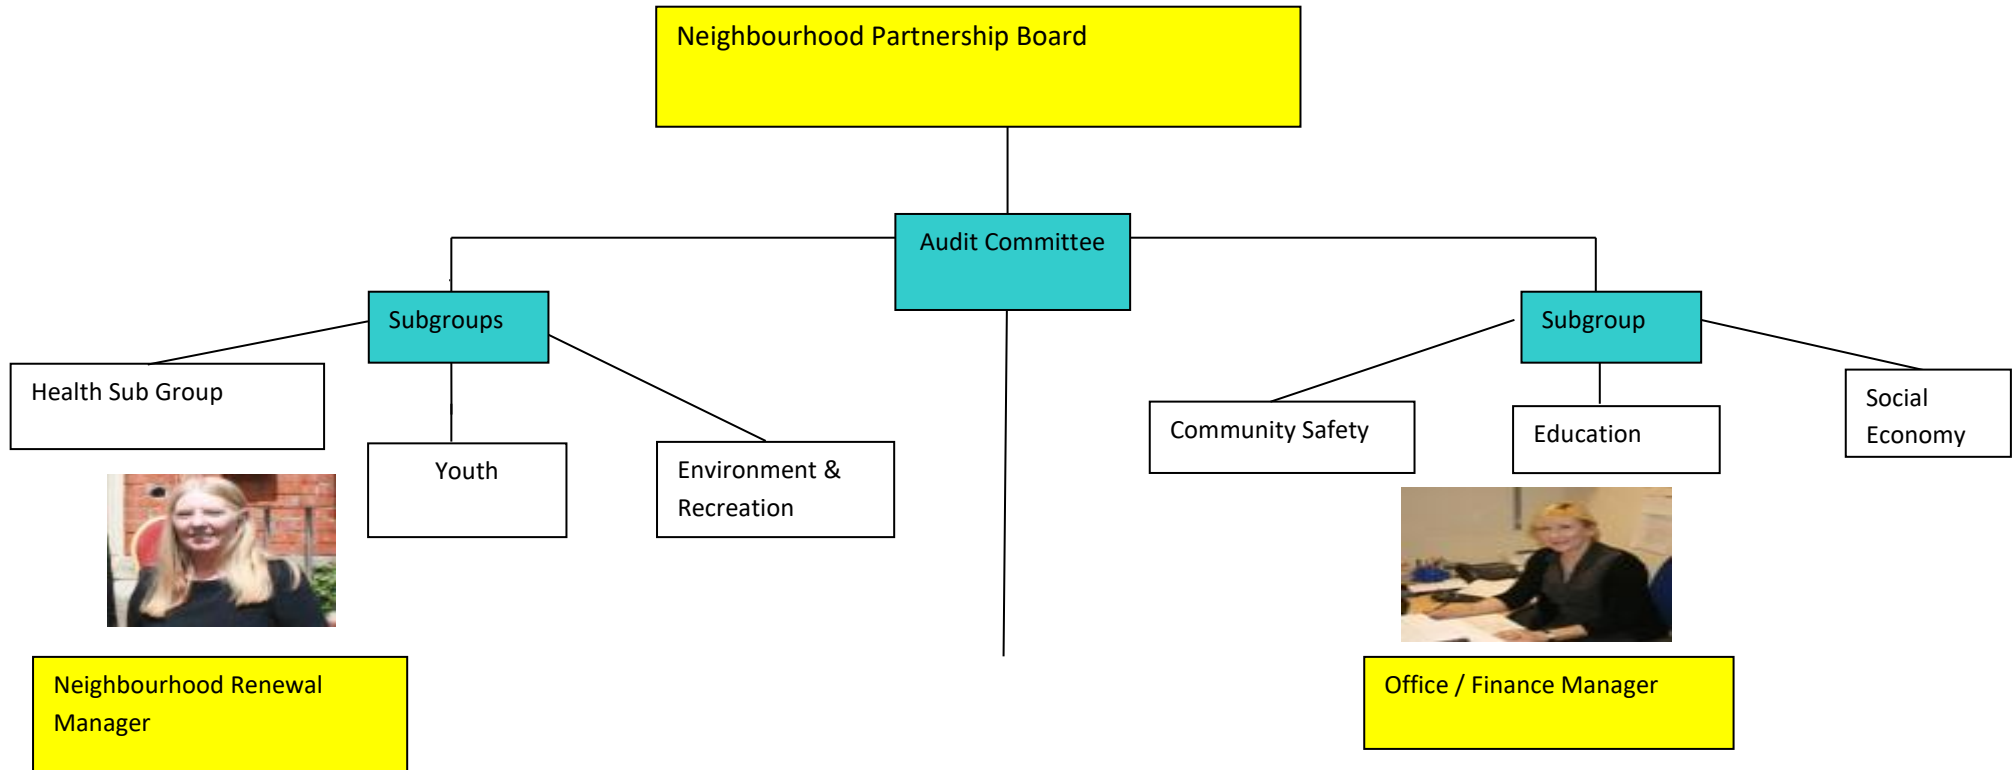 Neighbourhood Partnership Board
Audit Committee
Subgroups
Subgroup
Health Sub Group
Youth
Environment &
Recreation
Community Safety
Education
Social
Economy
Neighbourhood Renewal
Manager
Office / Finance Manager